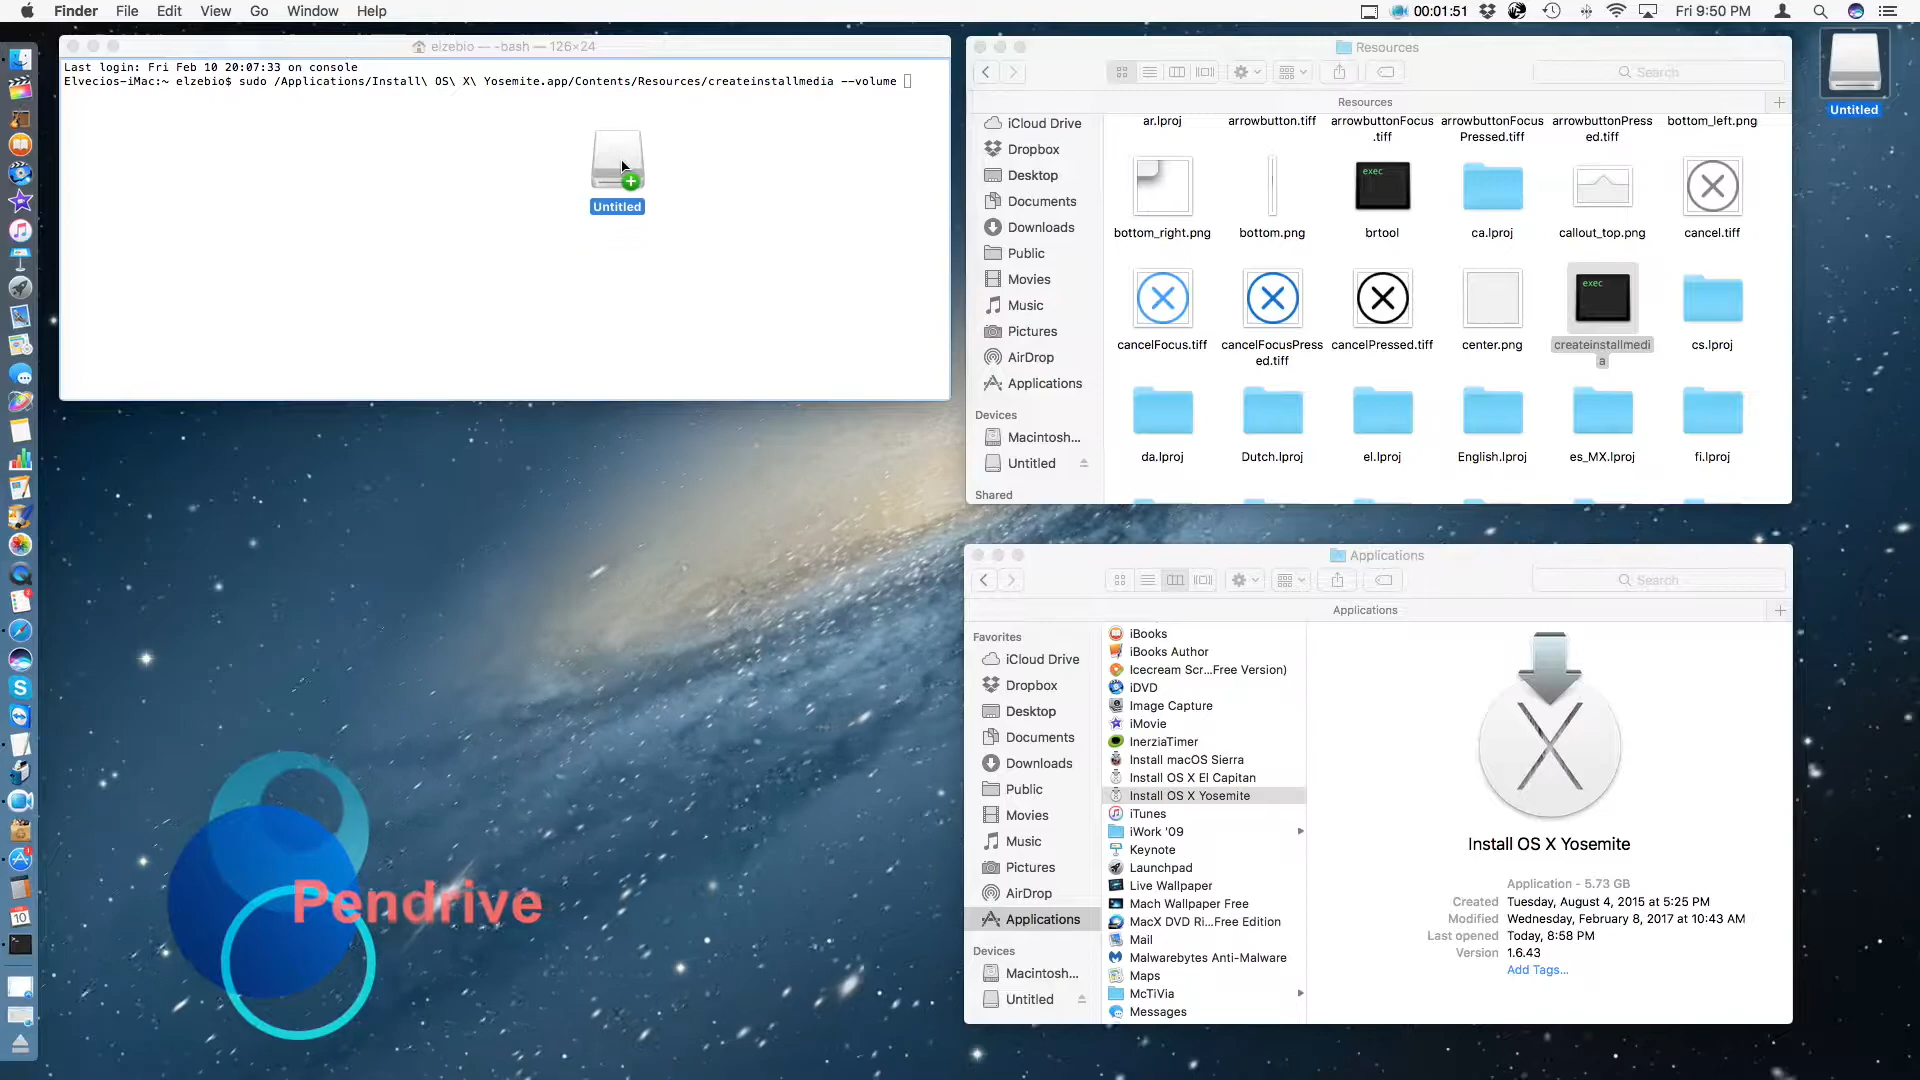 Finder File Edit View Go Window Help
00:01:51 Fri 9:50 PM
elzebio — -bash — 126×24
Last login: Fri Feb 10 20:07:33 on console
Elvecios-iMac:~ elzebio$ sudo /Applications/Install\ OS\ X\ Yosemite.app/Contents/Resources/createinstallmedia --volume
Untitled
Resources
Search
Resources
iCloud Drive
Dropbox
Desktop
Documents
Downloads
Public
Movies
Music
Pictures
AirDrop
Applications
Devices
Macintosh...
Untitled
Shared
ar.lproj
arrowbutton.tiff
arrowbuttonFocus
.tiff
arrowbuttonFocus
Pressed.tiff
arrowbuttonPress
ed.tiff
bottom_left.png
bottom_right.png
bottom.png
exec
brtool
ca.lproj
callout_top.png
cancel.tiff
cancelFocus.tiff
cancelFocusPress
ed.tiff
cancelPressed.tiff
center.png
exec
createinstallmedi
a
cs.lproj
da.lproj
Dutch.lproj
el.lproj
English.lproj
es_MX.lproj
fi.lproj
Untitled
Applications
Search
Applications
Favorites
iCloud Drive
Dropbox
Desktop
Documents
Downloads
Public
Movies
Music
Pictures
AirDrop
Applications
Devices
Macintosh...
Untitled
iBooks
iBooks Author
Icecream Scr...Free Version)
iDVD
Image Capture
iMovie
InerziaTimer
Install macOS Sierra
Install OS X El Capitan
Install OS X Yosemite
iTunes
iWork '09
Keynote
Launchpad
Live Wallpaper
Mach Wallpaper Free
MacX DVD Ri...Free Edition
Mail
Malwarebytes Anti-Malware
Maps
McTiVia
Messages
Install OS X Yosemite
Application - 5.73 GB
Created Tuesday, August 4, 2015 at 5:25 PM
Modified Wednesday, February 8, 2017 at 10:43 AM
Last opened Today, 8:58 PM
Version 1.6.43
Add Tags...
Pendrive